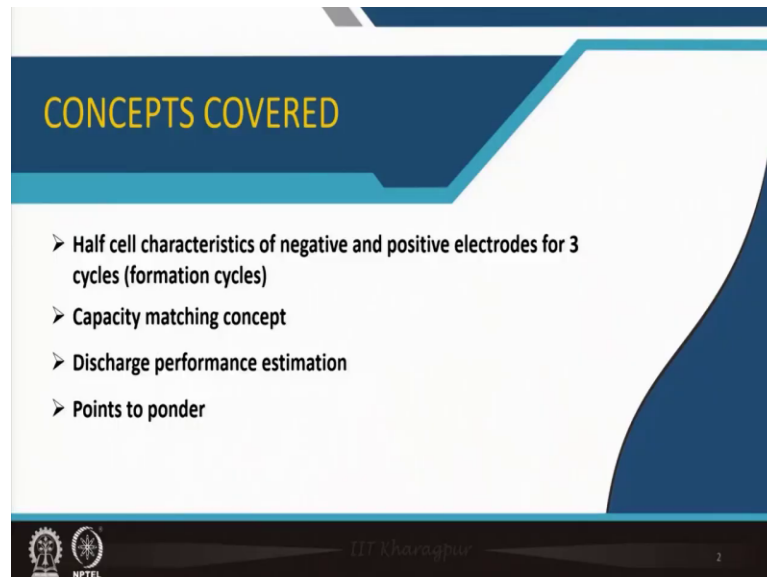 CONCEPTS COVERED
➢ Half cell characteristics of negative and positive electrodes for 3
cycles (formation cycles)
➢ Capacity matching concept
➢ Discharge performance estimation
➢ Points to ponder
NPTEL
IIT Kharagpur
2